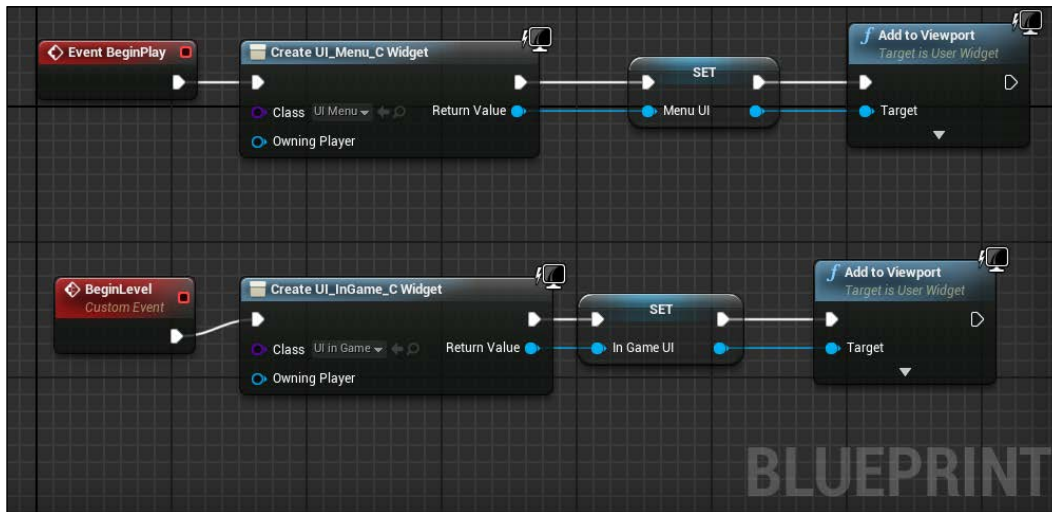 Event BeginPlay
Create UI_Menu_C Widget
Class UI Menu
Return Value
Owning Player
SET
Menu UI
f Add to Viewport
Target is User Widget
Target
BeginLevel
Custom Event
Create UI_InGame_C Widget
Class UI in Game
Return Value
Owning Player
SET
In Game UI
f Add to Viewport
Target is User Widget
Target
BLUEPRINT